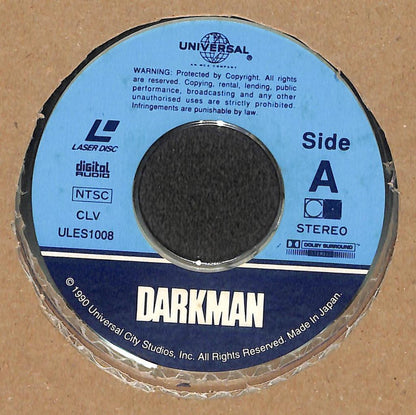 UNIVERSAL
AN MCA COMPANY
WARNING: Protected by Copyright. All rights
are reserved. Copying, rental, lending, public
performance, broadcasting and any other
unauthorised uses are strictly prohibited.
Infringements are punishable by law.
LASER DISC
digital
AUDIO
NTSC
CLV
ULES1008
Side
A
STEREO
DOLBY SURROUND
DARKMAN
© 1990 Universal City Studios, Inc. All Rights Reserved. Made In Japan.